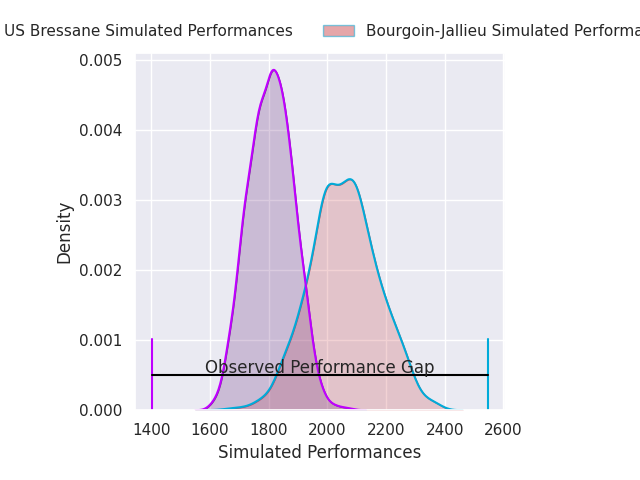 US Bressane Simulated Performances
Bourgoin-Jallieu Simulated Performa
0.005
0.004
0.003
0.002
0.001
0.000
Density
Observed Performance Gap
1400 1600 1800 2000 2200 2400 2600
Simulated Performances